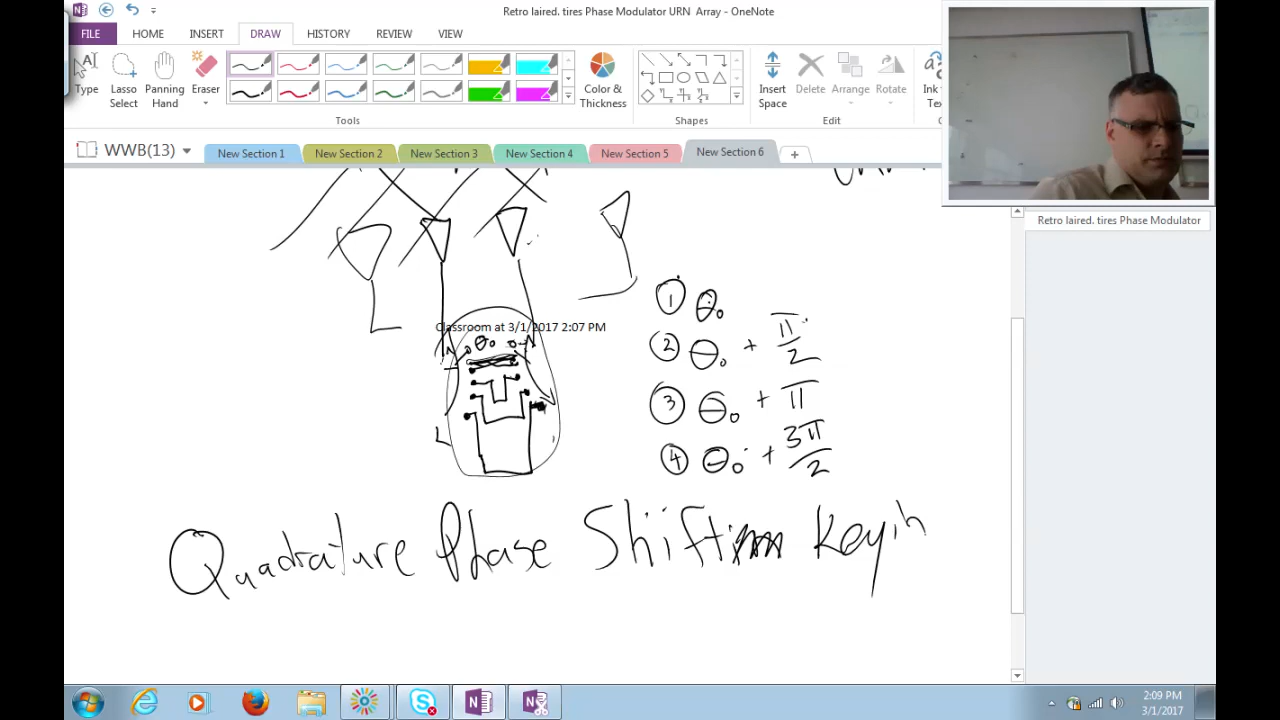 Retro laired. tires Phase Modulator URN Array - OneNote
FILE HOME INSERT DRAW HISTORY REVIEW VIEW
Type
Lasso Select
Panning Hand
Eraser
Color & Thickness
Insert Space
Delete
Arrange
Rotate
Ink to
Tools
Shapes
Edit
WWB(13)
New Section 1
New Section 2
New Section 3
New Section 4
New Section 5
New Section 6
Retro laired. tires Phase Modulator
Classroom at 3/1/2017 2:07 PM
θ₀
① θ₀
② θ₀ + π/2
③ θ₀ + π
④ θ₀ + 3π/2
Quadrature Phase Shift Keyin
2:09 PM
3/1/2017